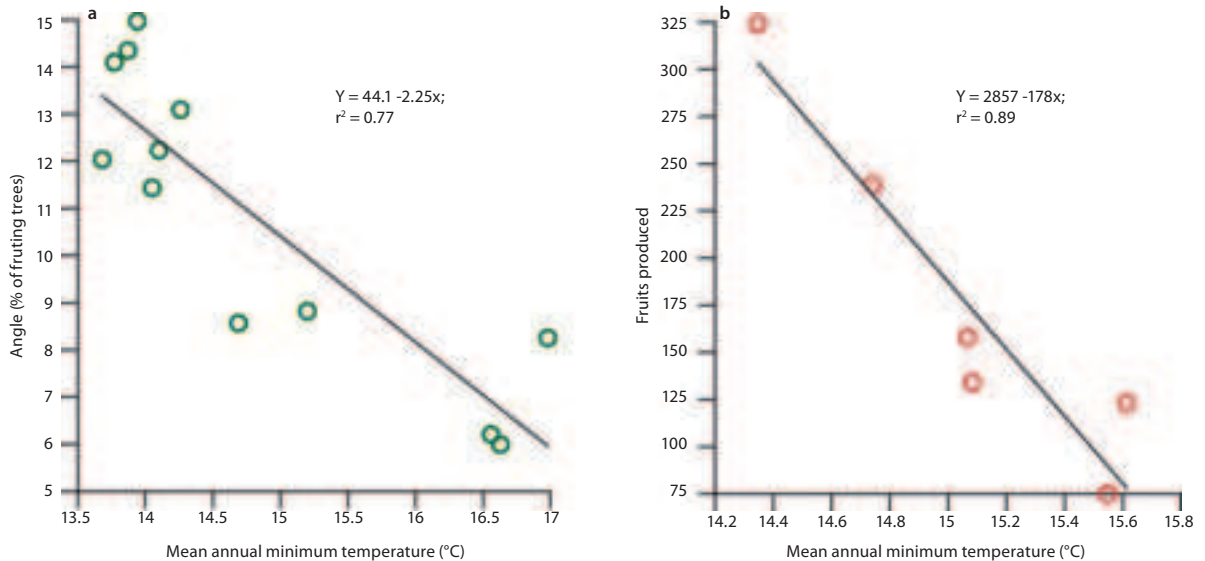 a
15
14
13
12
11
10
9
8
7
6
5
Angle (% of fruting trees)
Y = 44.1 -2.25x;
r² = 0.77
13.5 14 14.5 15 15.5 16 16.5 17
Mean annual minimum temperature (°C)
b
325
300
275
250
225
200
175
150
125
100
75
Fruits produced
Y = 2857 -178x;
r² = 0.89
14.2 14.4 14.6 14.8 15 15.2 15.4 15.6 15.8
Mean annual minimum temperature (°C)